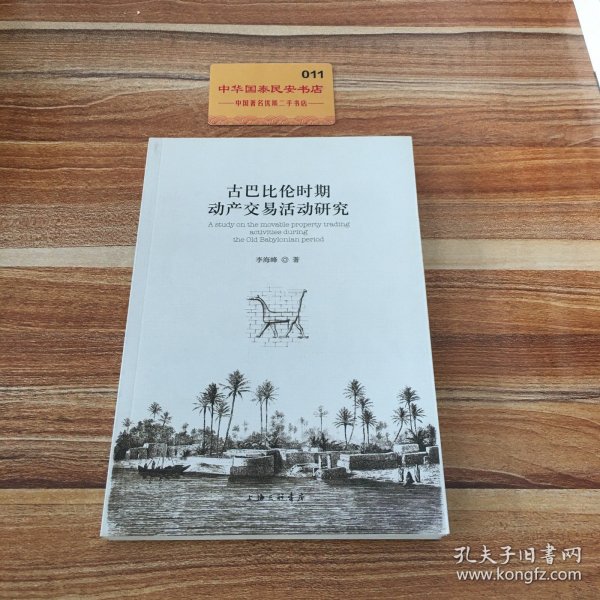 011
中华国泰民安书店
中国著名优质二手书店
古巴比伦时期
动产交易活动研究
A study on the movable property trading
activities during
the Old Babylonian period
李海峰 ◎ 著
上海三联书店
孔夫子旧书网
www.kongfz.com